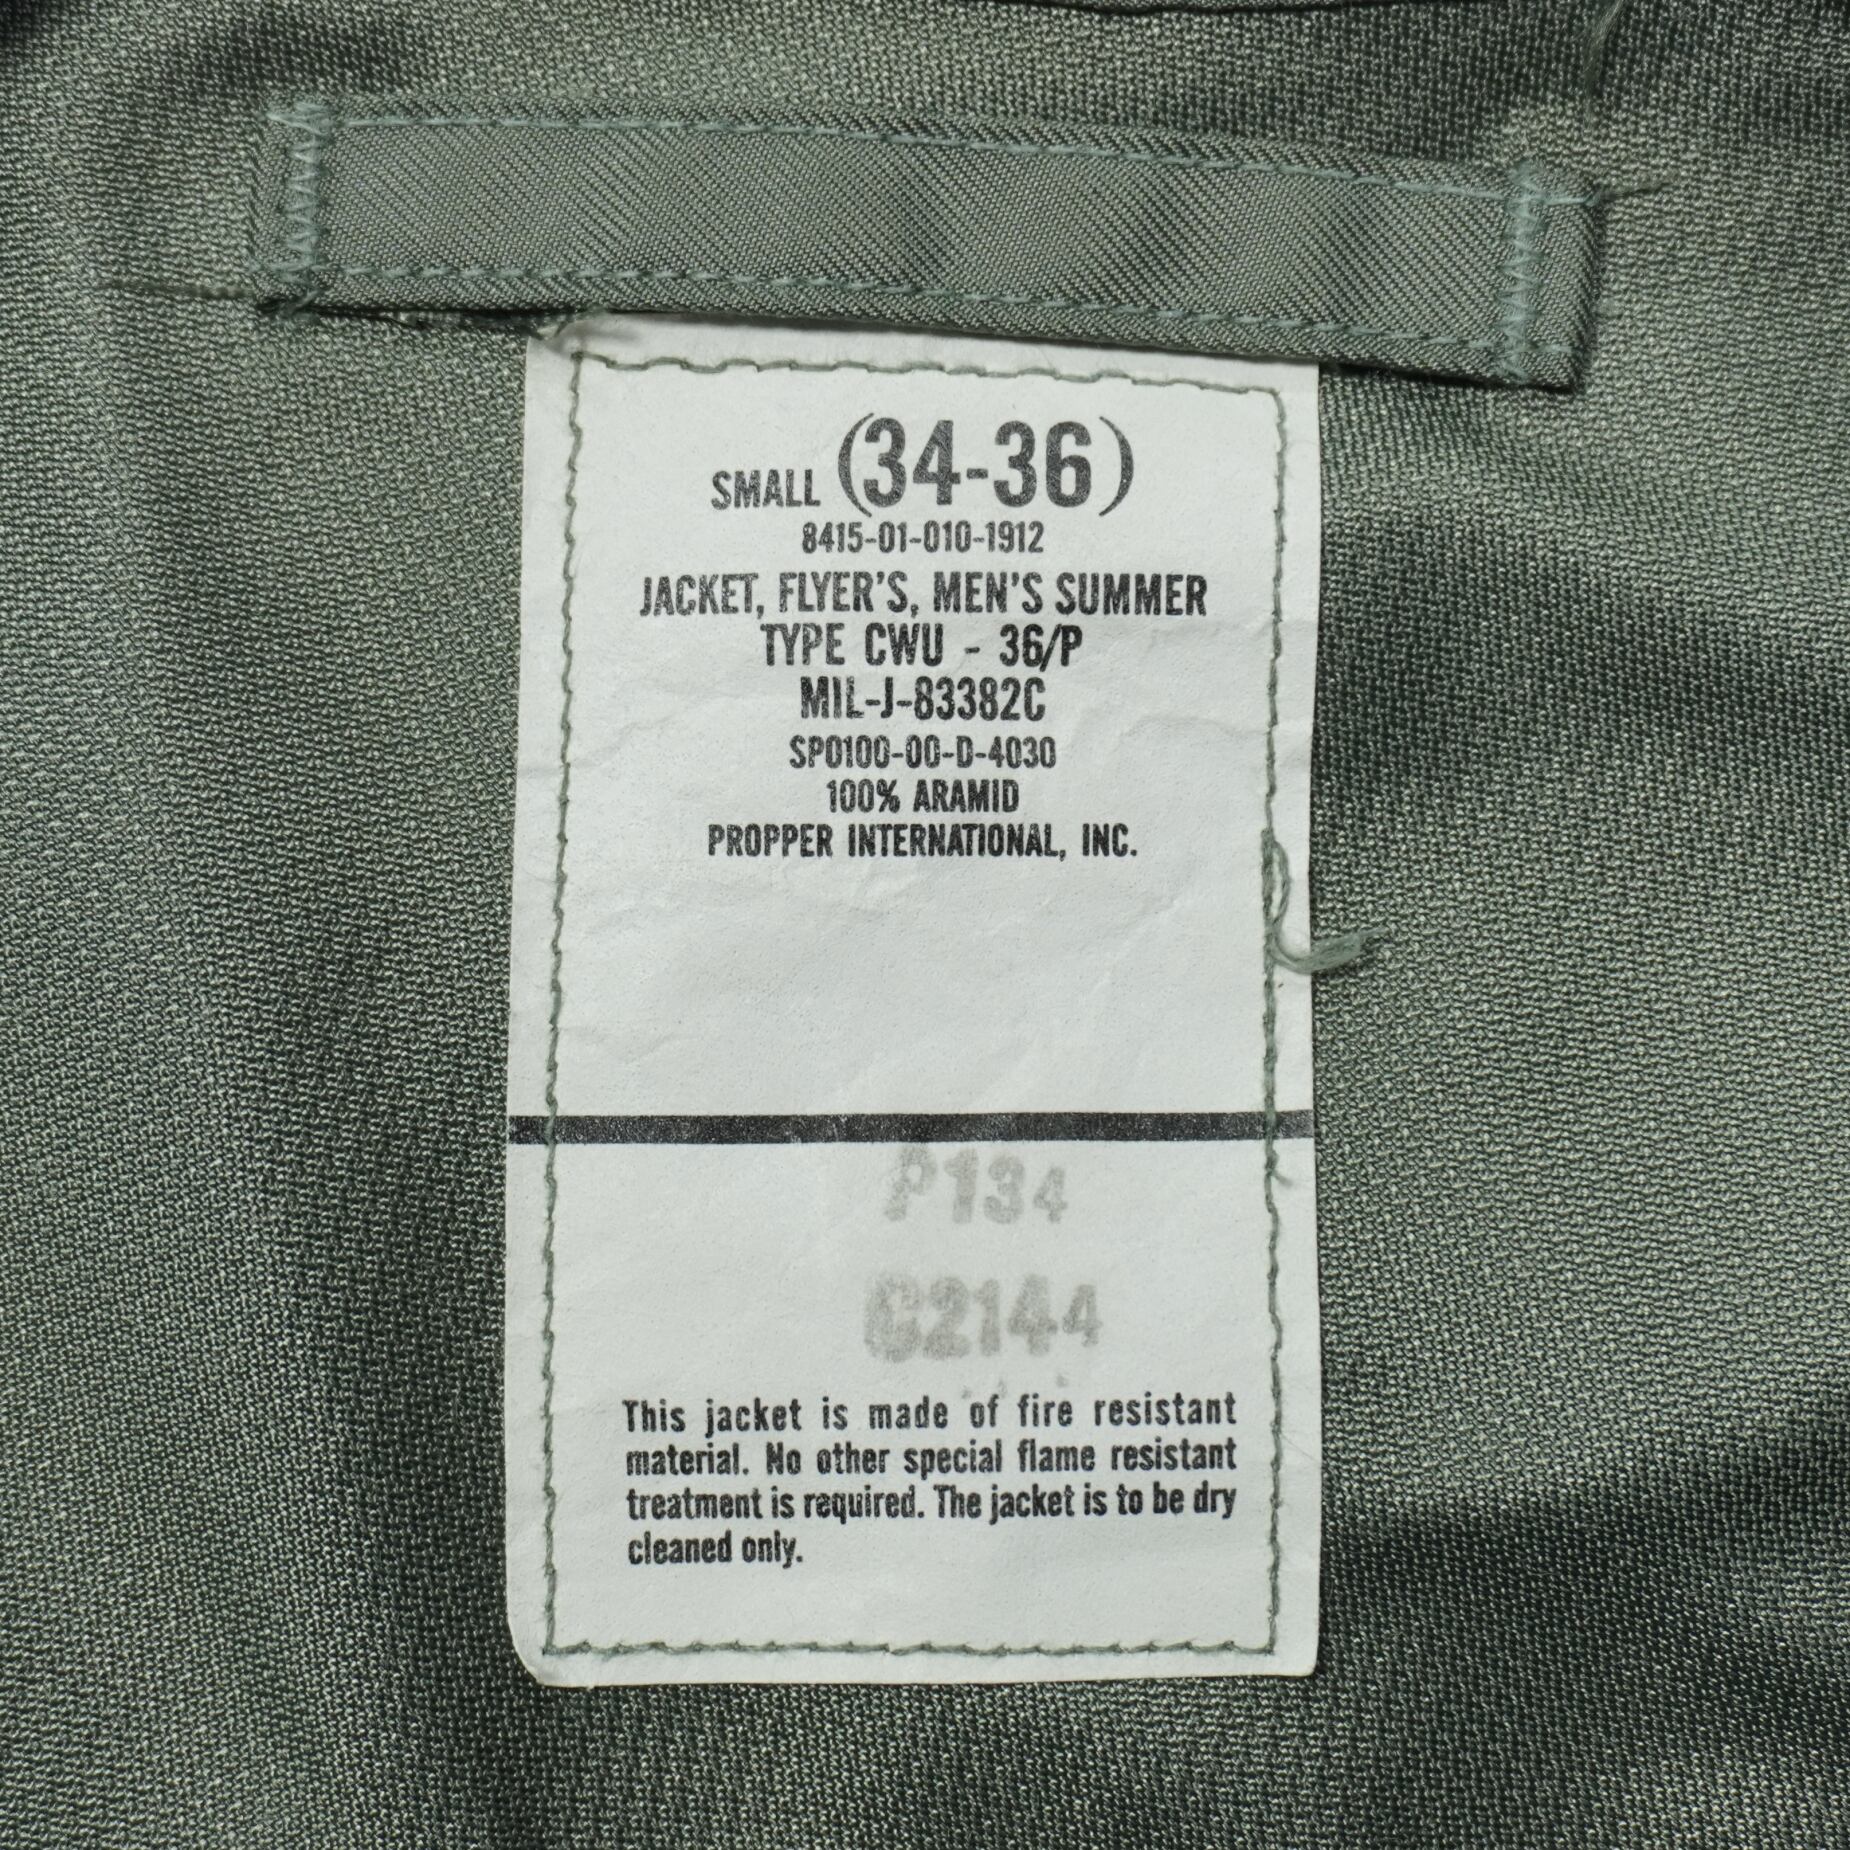 SMALL (34-36)
8415-01-010-1912
JACKET, FLYER'S, MEN'S SUMMER
TYPE CWU - 36/P
MIL-J-83382C
SP0100-00-D-4030
100% ARAMID
PROPPER INTERNATIONAL, INC.
P134
C2144
This jacket is made of fire resistant
material. No other special flame resistant
treatment is required. The jacket is to be dry
cleaned only.